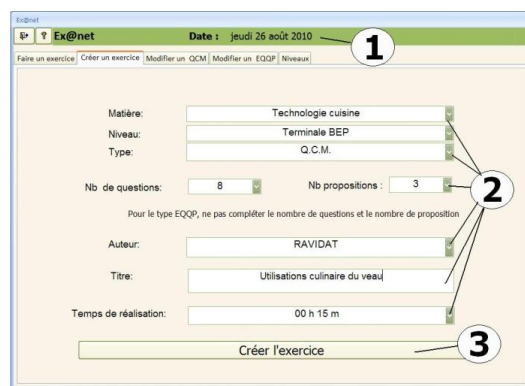 Ex@net
? Ex@net Date : jeudi 26 août 2010 1
Faire un exercice Créer un exercice Modifier un QCM Modifier un EQQP Niveaux
Matière: Technologie cuisine
Niveau: Terminale BEP
Type: Q.C.M. 2
Nb de questions: 8 Nb propositions : 3
Pour le type EQQP, ne pas compléter le nombre de questions et le nombre de proposition
Auteur: RAVIDAT
Titre: Utilisations culinaire du veau
Temps de réalisation: 00 h 15 m
Créer l'exercice 3